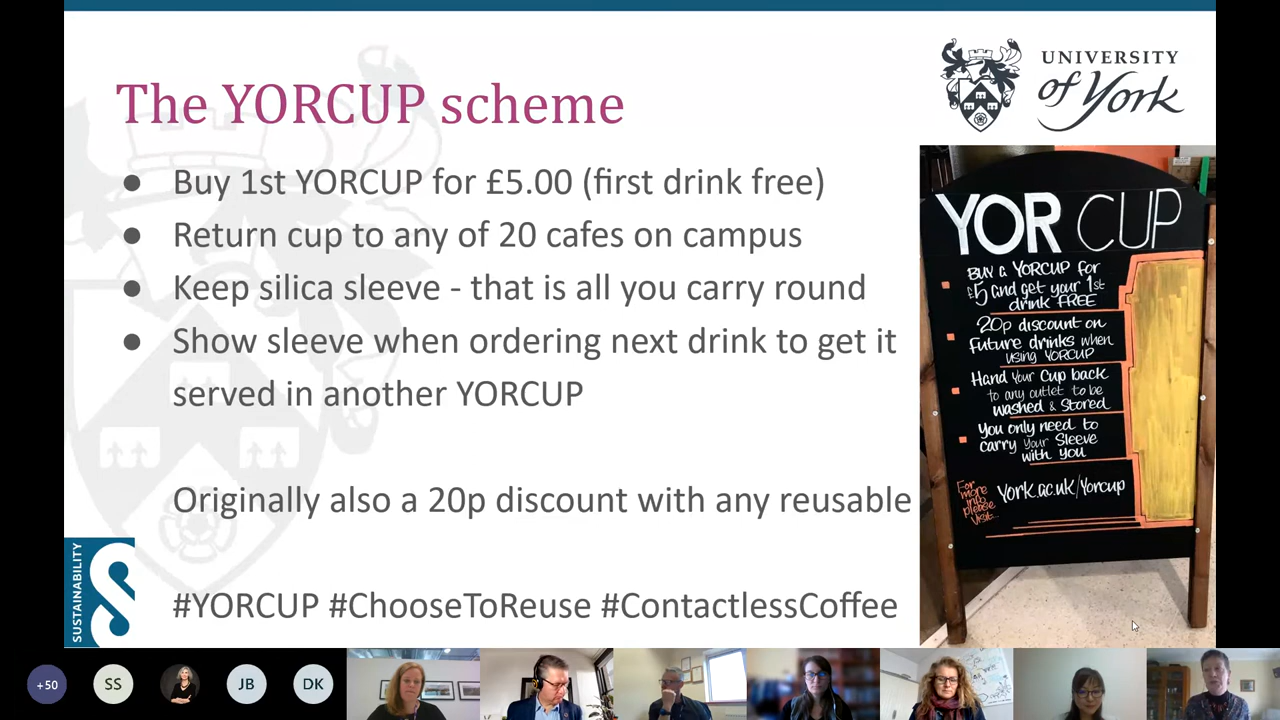 The YORCUP scheme
UNIVERSITY
of York
● Buy 1st YORCUP for £5.00 (first drink free)
● Return cup to any of 20 cafes on campus
● Keep silica sleeve - that is all you carry round
● Show sleeve when ordering next drink to get it
served in another YORCUP
Originally also a 20p discount with any reusable
#YORCUP #ChooseToReuse #ContactlessCoffee
SUSTAINABILITY
YOR CUP
BUY a YORCUP for
£5 and get your 1st
drink FREE
20p discount on
future drinks when
using YORCUP
Hand Your Cup back
to any outlet to be
washed & Stored
You only need to
carry Your Sleeve
with you
For
more
info
please
visit...
york.ac.uk/Yorcup
+50
SS
JB
DK